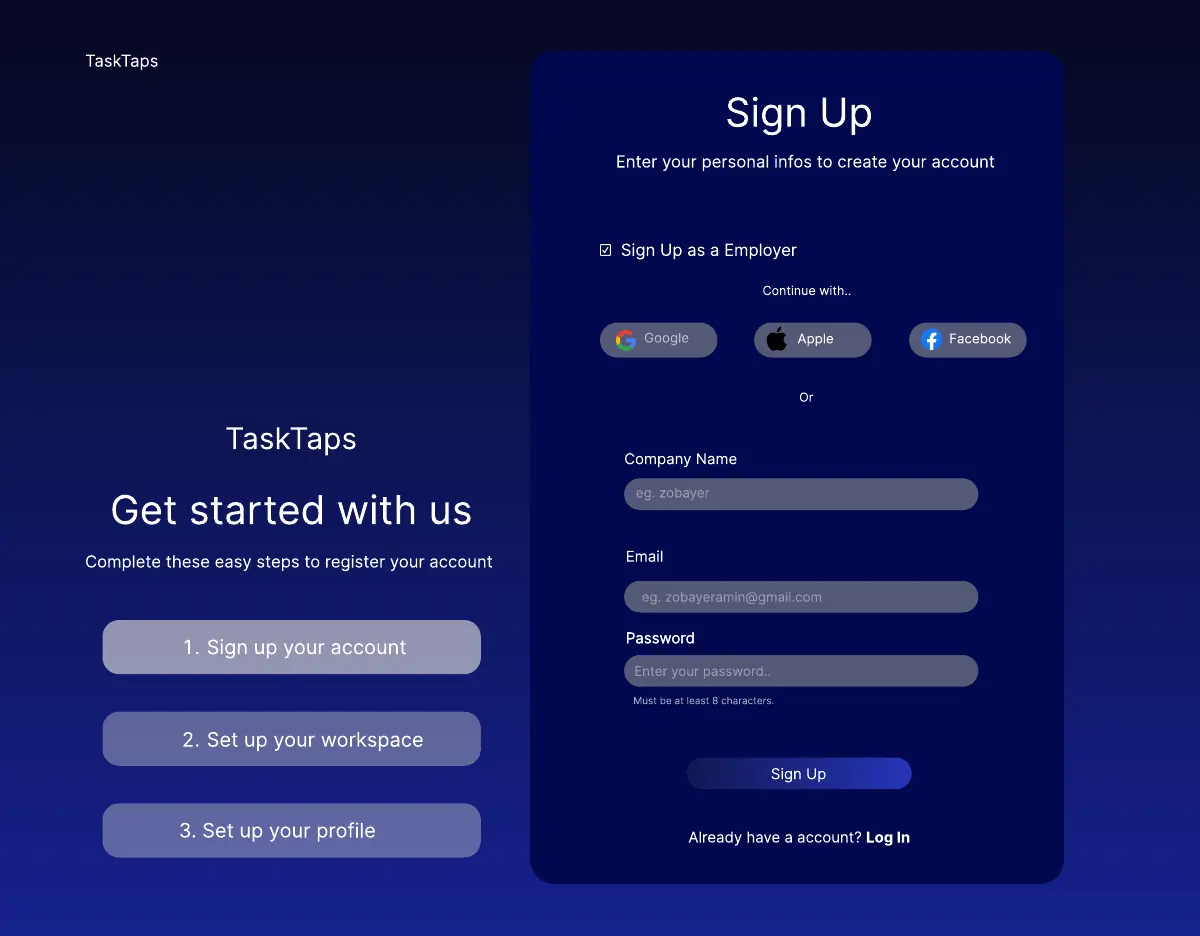 TaskTaps
TaskTaps
Get started with us
Complete these easy steps to register your account
1. Sign up your account
2. Set up your workspace
3. Set up your profile
Sign Up
Enter your personal infos to create your account
Sign Up as a Employer
Continue with..
Google
Apple
Facebook
Or
Company Name
eg. zobayer
Email
eg. zobayeramin@gmail.com
Password
Enter your password..
Must be at least 8 characters.
Sign Up
Already have a account? Log In